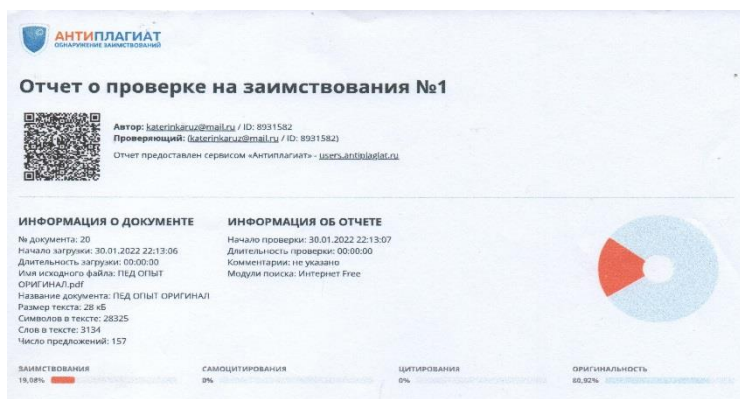 АНТИПЛАГИАТ
ОБНАРУЖЕНИЕ ЗАИМСТВОВАНИЙ
Отчет о проверке на заимствования №1
Автор: katerinkaruz@mail.ru / ID: 8931582
Проверяющий: (katerinkaruz@mail.ru / ID: 8931582)
Отчет предоставлен сервисом «Антиплагиат» - users.antiplagiat.ru
ИНФОРМАЦИЯ О ДОКУМЕНТЕ
№ документа: 20
Начало загрузки: 30.01.2022 22:13:06
Длительность загрузки: 00:00:00
Имя исходного файла: ПЕД ОПЫТ
ОРИГИНАЛ.pdf
Название документа: ПЕД ОПЫТ ОРИГИНАЛ
Размер текста: 28 кБ
Символов в тексте: 28325
Слов в тексте: 3134
Число предложений: 157
ИНФОРМАЦИЯ ОБ ОТЧЕТЕ
Начало проверки: 30.01.2022 22:13:07
Длительность проверки: 00:00:00
Комментарии: не указано
Модули поиска: Интернет Free
ЗАИМСТВОВАНИЯ
19,08%
САМОЦИТИРОВАНИЯ
0%
ЦИТИРОВАНИЯ
0%
ОРИГИНАЛЬНОСТЬ
80,92%